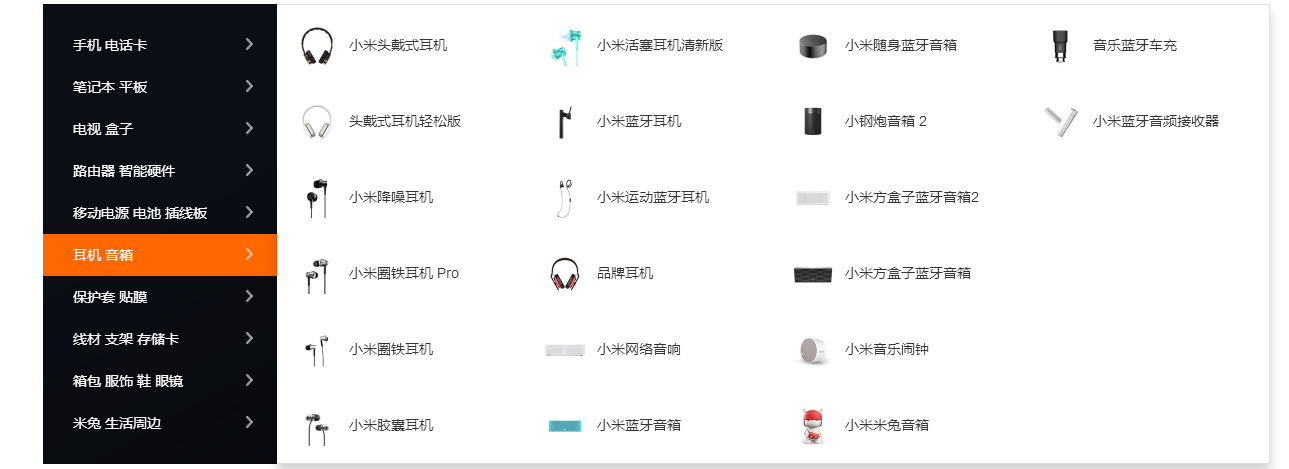 手机 电话卡
笔记本 平板
电视 盒子
路由器 智能硬件
移动电源 电池 插线板
耳机 音箱
保护套 贴膜
线材 支架 存储卡
箱包 服饰 鞋 眼镜
米兔 生活周边
小米头戴式耳机
头戴式耳机轻松版
小米降噪耳机
小米圈铁耳机 Pro
小米圈铁耳机
小米胶囊耳机
小米活塞耳机清新版
小米蓝牙耳机
小米运动蓝牙耳机
品牌耳机
小米网络音响
小米蓝牙音箱
小米随身蓝牙音箱
小钢炮音箱 2
小米方盒子蓝牙音箱2
小米方盒子蓝牙音箱
小米音乐闹钟
小米米兔音箱
音乐蓝牙车充
小米蓝牙音频接收器